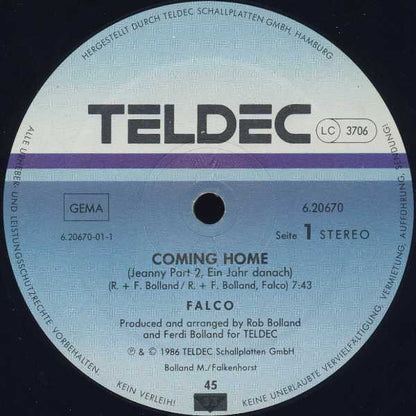 HERGESTELLT DURCH TELDEC SCHALLPLATTEN GMBH, HAMBURG
TELDEC
LC 3706
GEMA
6.20670
6.20670-01-1
Seite 1 STEREO
COMING HOME
(Jeanny Part 2, Ein Jahr danach)
(R. + F. Bolland / R. + F. Bolland, Falco) 7:43
FALCO
Produced and arranged by Rob Bolland
and Ferdi Bolland for TELDEC
℗ & © 1986 TELDEC Schallplatten GmbH
Bolland M./Falkenhorst
45
ALLE URHEBER- UND LEISTUNGSSCHUTZRECHTE VORBEHALTEN
KEIN VERLEIH! KEINE UNERLAUBTE VERVIELFÄLTIGUNG, VERMIETUNG, AUFFÜHRUNG, SENDUNG!